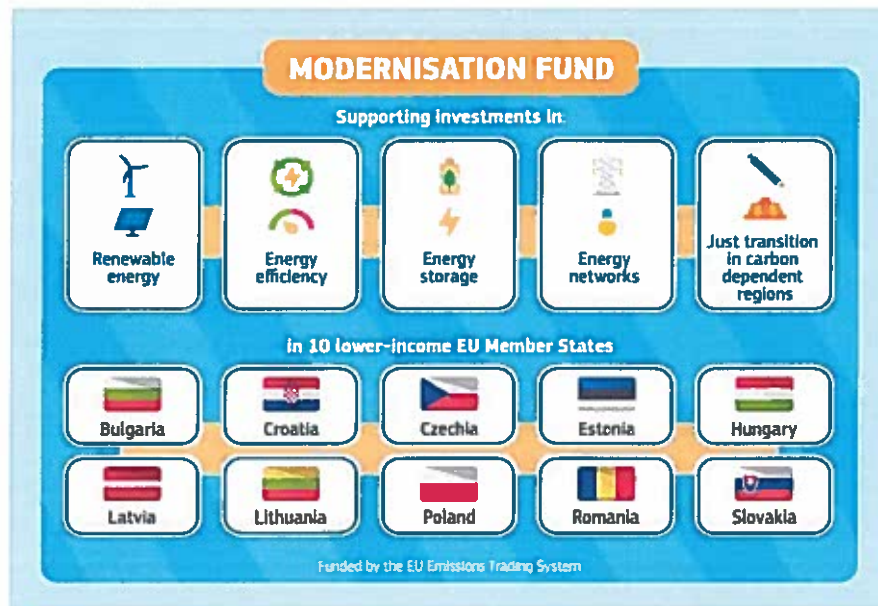 MODERNISATION FUND
Supporting investments in:
Renewable
energy
Energy
efficiency
Energy
storage
Energy
networks
Just transition
in carbon
dependent
regions
in 10 lower-income EU Member States
Bulgaria
Croatia
Czechia
Estonia
Hungary
Latvia
Lithuania
Poland
Romania
Slovakia
Funded by the EU Emissions Trading System